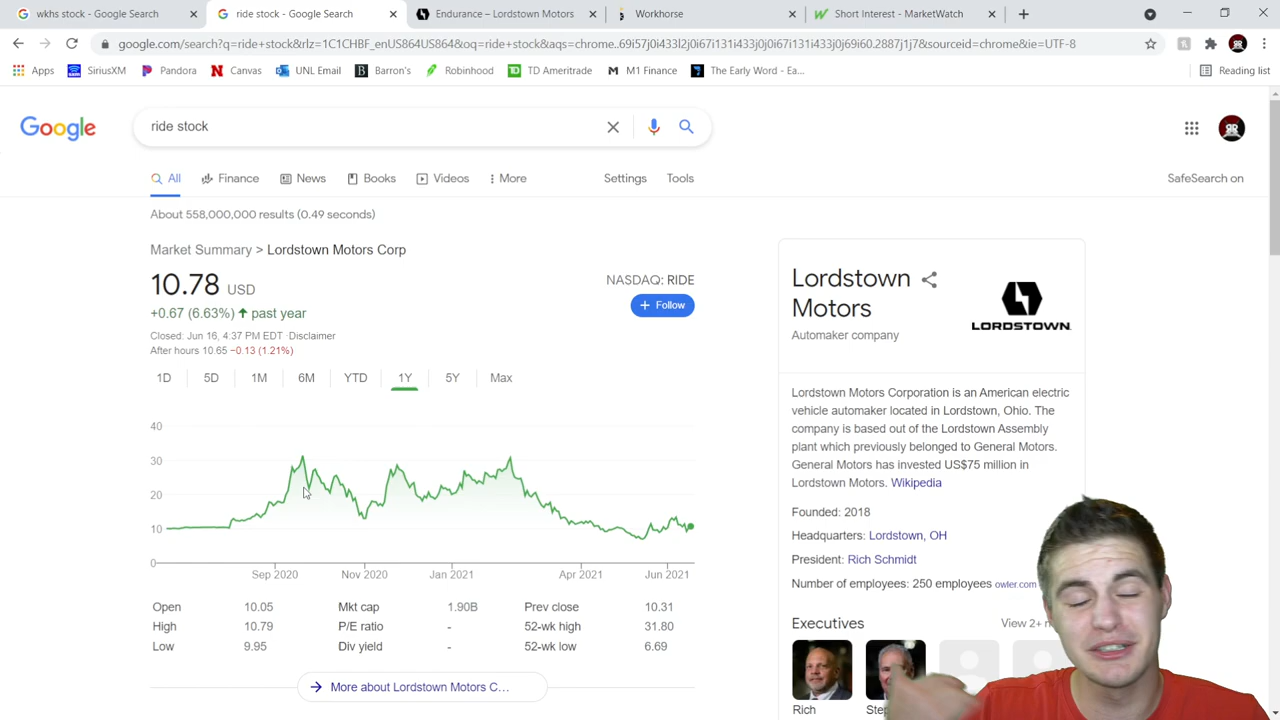 wkhs stock - Google Search
ride stock - Google Search
Endurance – Lordstown Motors
Workhorse
Short Interest - MarketWatch
google.com/search?q=ride+stock&rlz=1C1CHBF_enUS864US864&oq=ride+stock&aqs=chrome..69i57j0i433l2j0i67i131i433j0j0i67i131i433j0j69i60.2887j1j7&sourceid=chrome&ie=UTF-8
Apps
SiriusXM
Pandora
Canvas
UNL Email
Barron's
Robinhood
TD Ameritrade
M1 Finance
The Early Word - Ea...
Reading list
Google
ride stock
All
Finance
News
Books
Videos
More
Settings
Tools
SafeSearch on
About 558,000,000 results (0.49 seconds)
Market Summary > Lordstown Motors Corp
10.78 USD
NASDAQ: RIDE
+0.67 (6.63%) ↑ past year
+ Follow
Closed: Jun 16, 4:37 PM EDT · Disclaimer
After hours 10.65 −0.13 (1.21%)
1D 5D 1M 6M YTD 1Y 5Y Max
40
30
20
10
0
Sep 2020 Nov 2020 Jan 2021 Apr 2021 Jun 2021
Open 10.05 Mkt cap 1.90B Prev close 10.31
High 10.79 P/E ratio - 52-wk high 31.80
Low 9.95 Div yield - 52-wk low 6.69
More about Lordstown Motors C...
Lordstown
Motors
Automaker company
LORDSTOWN
Lordstown Motors Corporation is an American electric
vehicle automaker located in Lordstown, Ohio. The
company is based out of the Lordstown Assembly
plant which previously belonged to General Motors.
General Motors has invested US$75 million in
Lordstown Motors. Wikipedia
Founded: 2018
Headquarters: Lordstown, OH
President: Rich Schmidt
Number of employees: 250 employees owler.com
Executives
View 2+
Rich